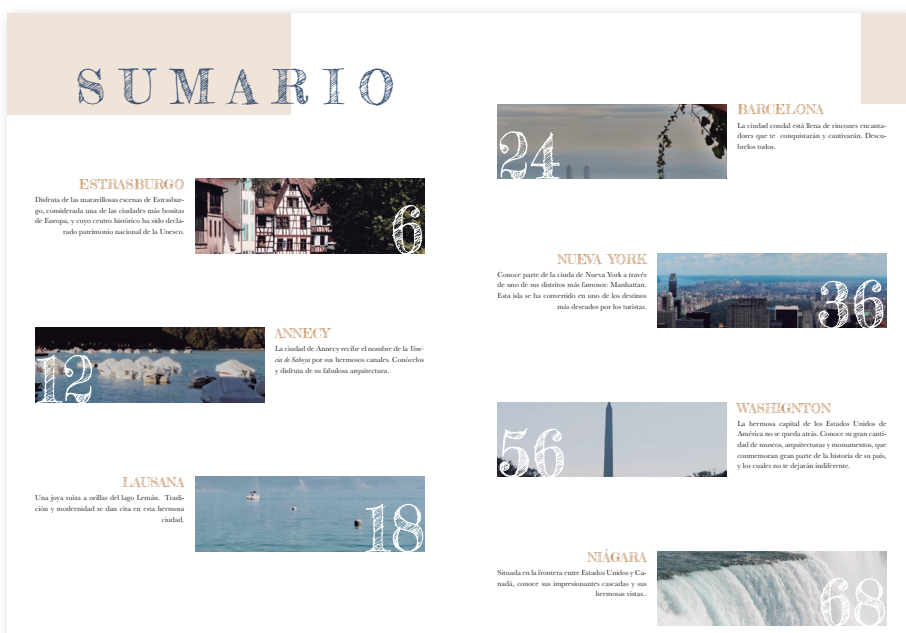 SUMARIO
ESTRASBURGO
Disfruta de las maravillosas escenas de Estrasbur-
go, considerada una de las ciudades más bonitas
de Europa, y cuyo centro histórico ha sido decla-
rado patrimonio nacional de la Unesco.
6
ANNECY
La ciudad de Annecy recibe el nombre de la Vene-
cia de Saboya por sus hermosos canales. Conócelos
y disfruta de su fabulosa arquitectura.
12
LAUSANA
Una joya suiza a orillas del lago Lemán. Tradi-
ción y modernidad se dan cita en esta hermosa
ciudad.
18
BARCELONA
La ciudad condal está llena de rincones encanta-
dores que te conquistarán y cautivarán. Descu-
brelos todos.
24
NUEVA YORK
Conoce parte de la ciuda de Nueva York a través
de uno de sus distritos más famosos: Manhattan.
Esta isla se ha convertido en uno de los destinos
más deseados por los turistas.
36
WASHIGNTON
La hermosa capital de los Estados Unidos de
América no se queda atrás. Conoce su gran canti-
dad de museos, arquitecturas y monumentos, que
conmemoran gran parte de la historia de su país,
y los cuales no te dejarán indiferente.
56
NIÁGARA
Situada en la frontera entre Estados Unidos y Ca-
nadá, conoce sus impresionantes cascadas y sus
hermosas vistas..
68